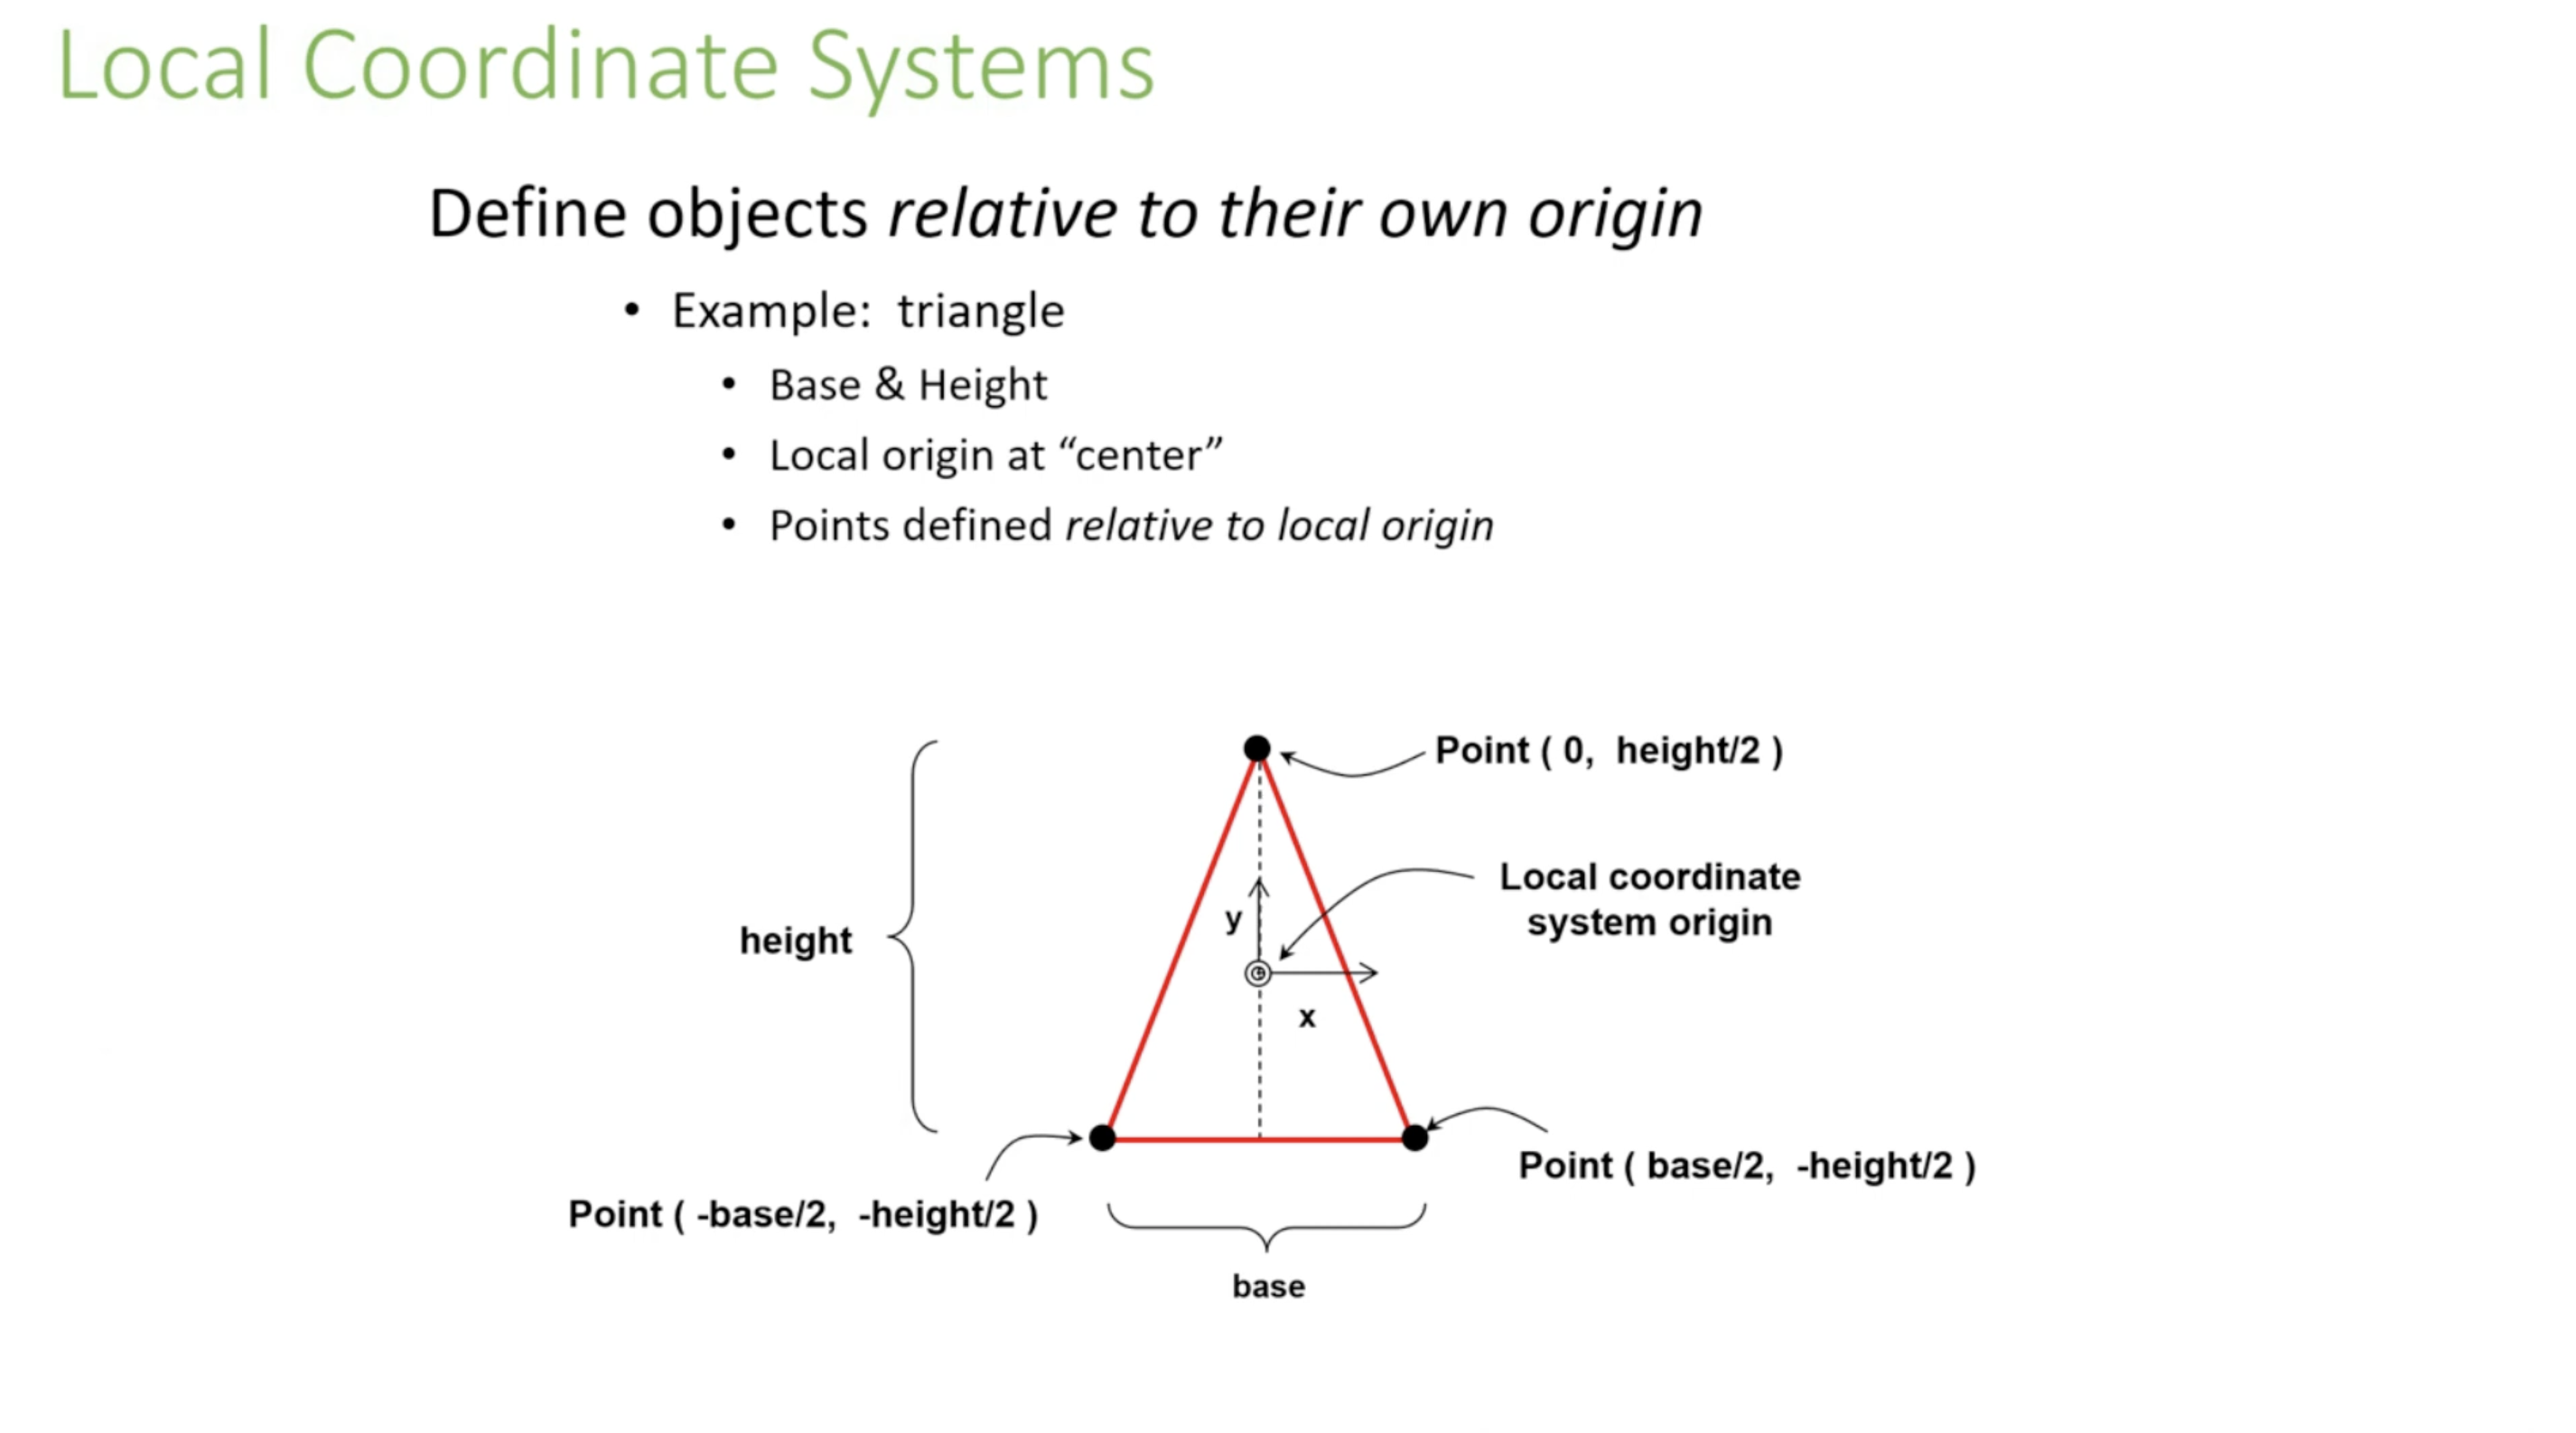 Local Coordinate Systems
Define objects relative to their own origin
• Example: triangle
• Base & Height
• Local origin at “center”
• Points defined relative to local origin
Point ( 0, height/2 )
Local coordinate
system origin
y
height
x
Point ( base/2, -height/2 )
Point ( -base/2, -height/2 )
base